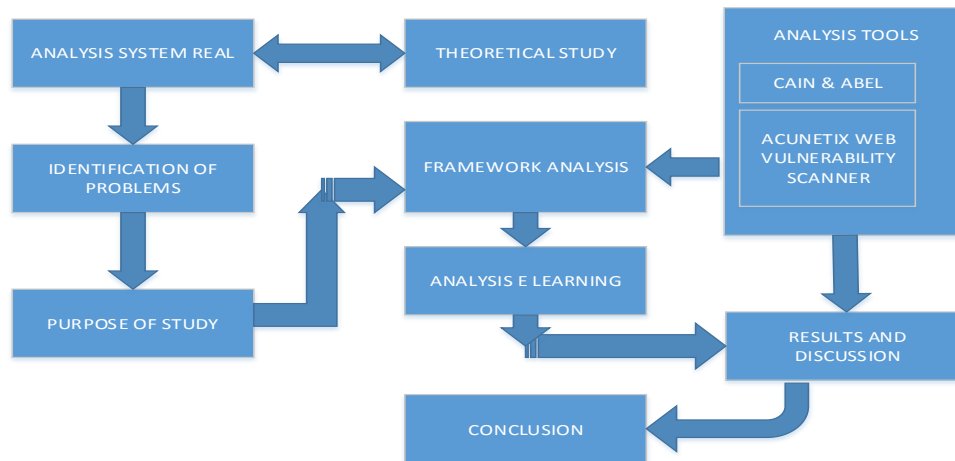 ANALYSIS SYSTEM REAL
THEORETICAL STUDY
ANALYSIS TOOLS
CAIN & ABEL
ACUNETIX WEB
VULNERABILITY
SCANNER
IDENTIFICATION OF
PROBLEMS
FRAMEWORK ANALYSIS
ANALYSIS E LEARNING
PURPOSE OF STUDY
RESULTS AND
DISCUSSION
CONCLUSION